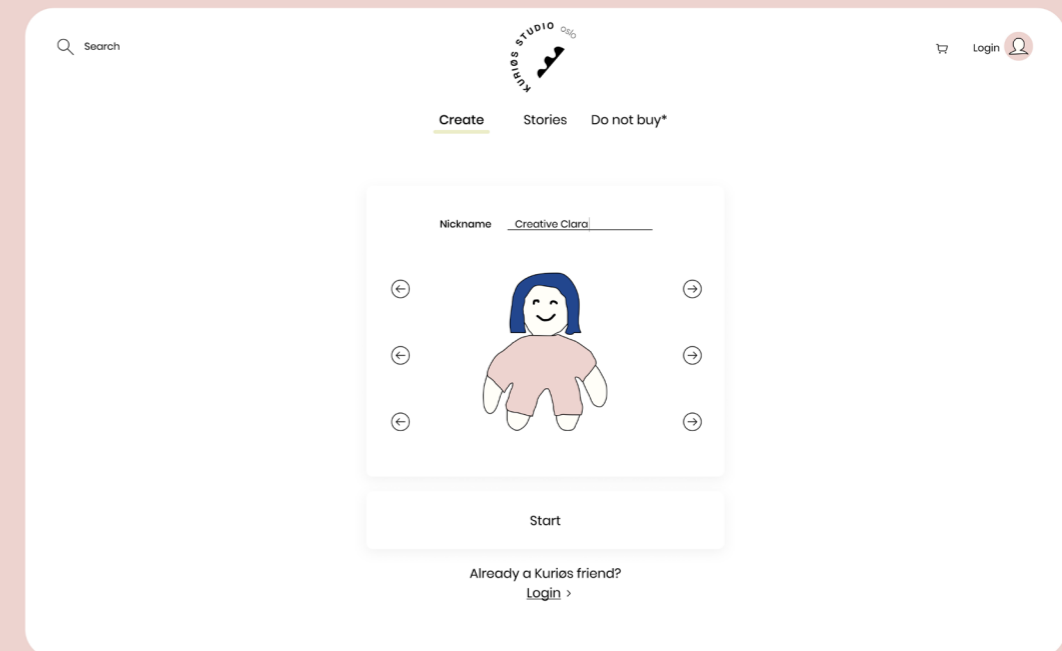 Search
KURIØS STUDIO oslo
Login
Create Stories Do not buy*
Nickname Creative Clara
Start
Already a Kuriøs friend?
Login >